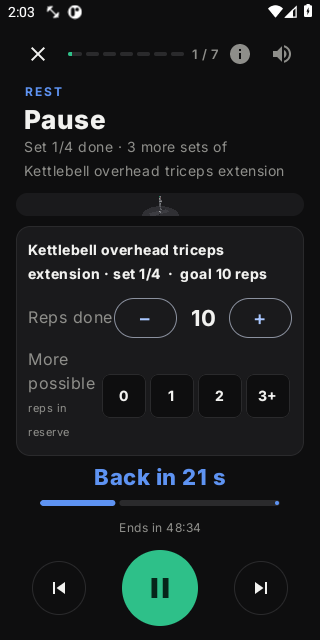 2:03
1 / 7
REST
Pause
Set 1/4 done · 3 more sets of
Kettlebell overhead triceps extension
Kettlebell overhead triceps
extension · set 1/4 · goal 10 reps
Reps done − 10 +
More
possible
reps in
reserve
0 1 2 3+
Back in 21 s
Ends in 48:34